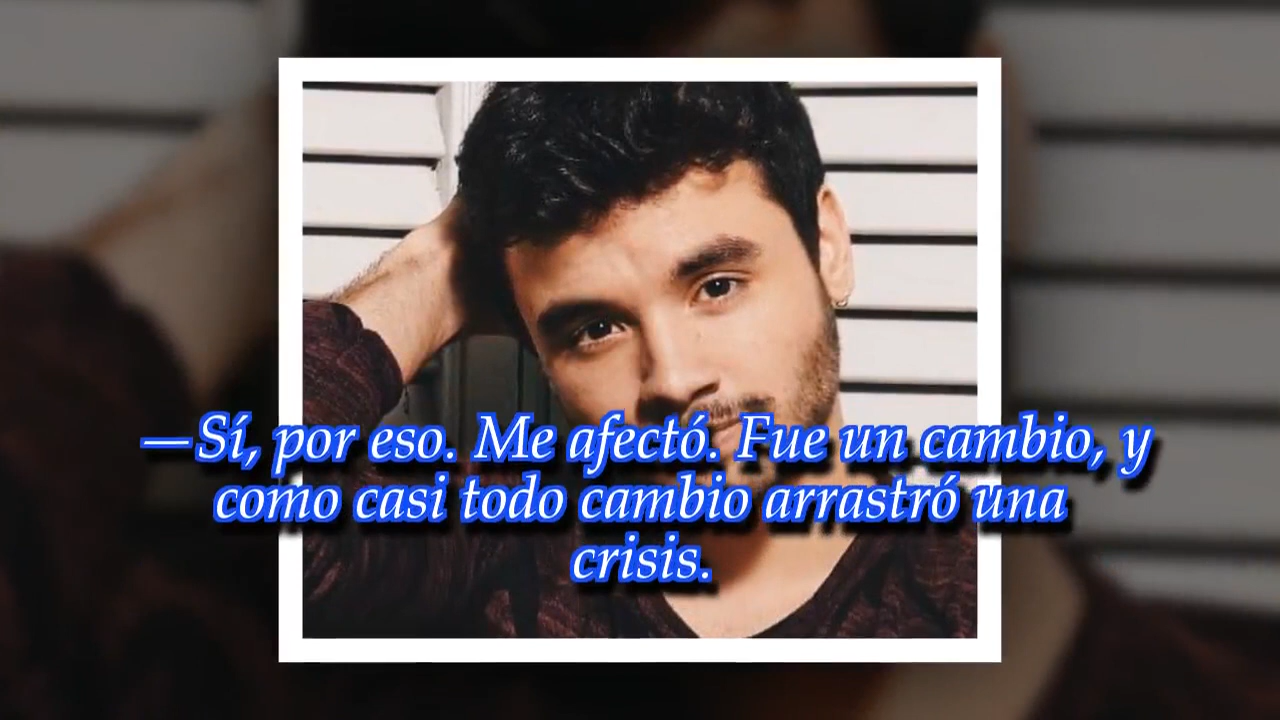 —Sí, por eso. Me afectó. Fue un cambio, y
como casi todo cambio arrastró una
crisis.